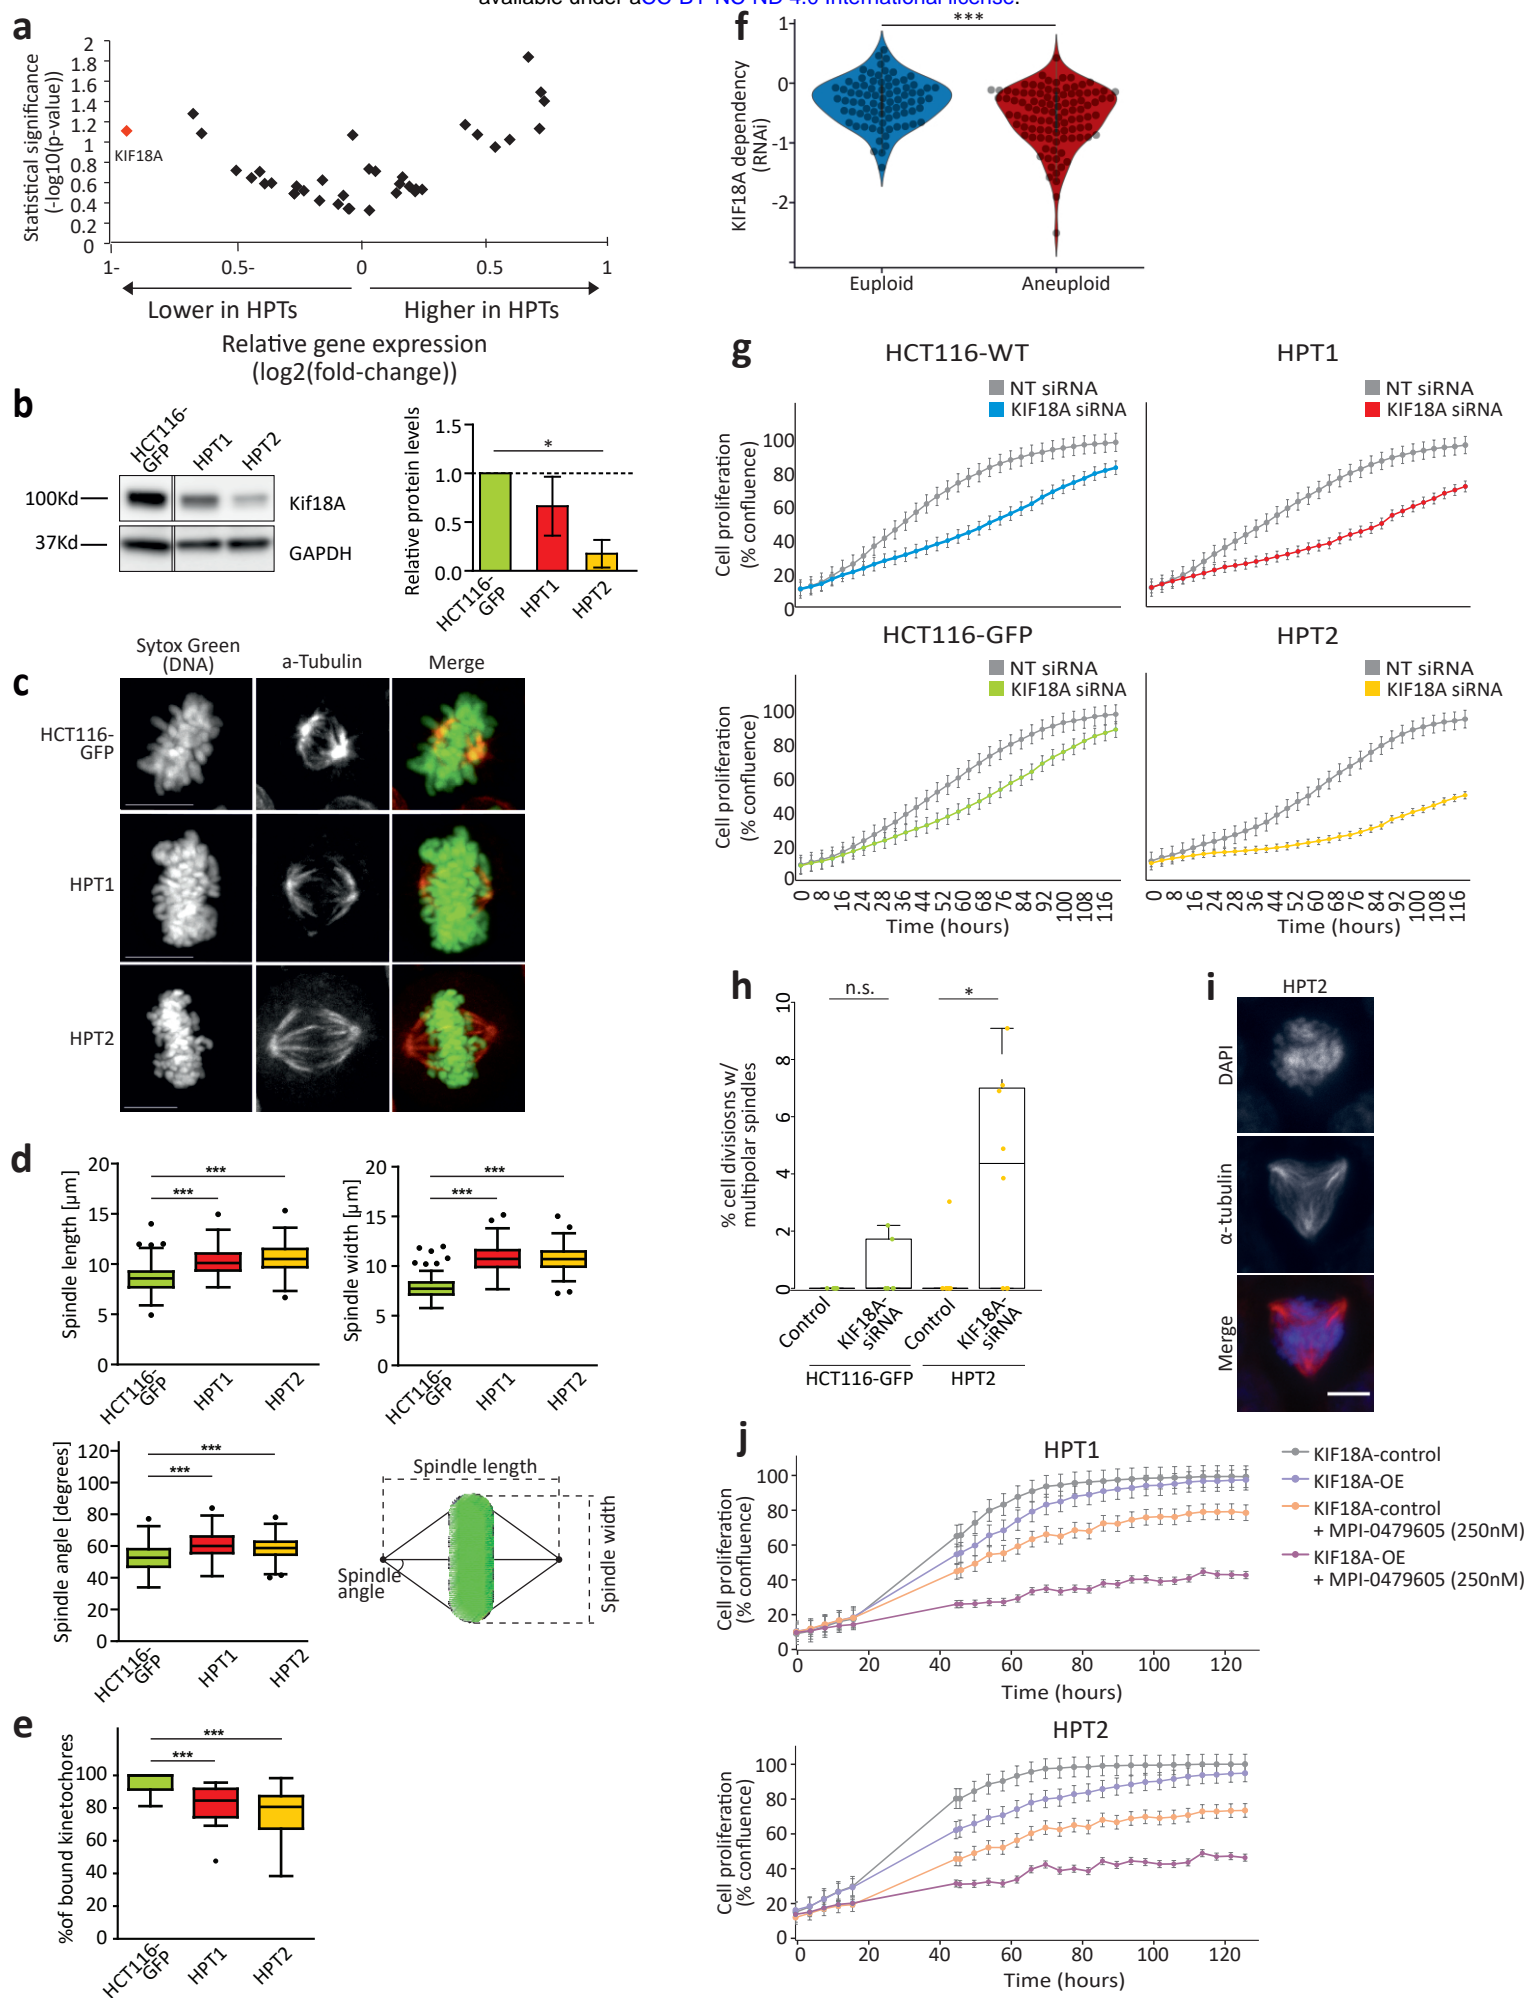 available under aCC-BY-NC-ND 4.0 International license.
a
Statistical significance
(-log10(p-value))
2
1.8
1.6
1.4
1.2
1
0.8
0.6
0.4
0.2
0
KIF18A
1-
0.5-
0
0.5
1
Lower in HPTs
Higher in HPTs
Relative gene expression
(log2(fold-change))
b
HCT116-
GFP
HPT1
HPT2
100Kd
Kif18A
37Kd
GAPDH
Relative protein levels
1.5
1.0
0.5
0.0
*
HCT116-
GFP
HPT1
HPT2
c
Sytox Green
(DNA)
a-Tubulin
Merge
HCT116-
GFP
HPT1
HPT2
d
Spindle length [µm]
20
15
10
5
0
***
***
HCT116-
GFP
HPT1
HPT2
Spindle width [µm]
20
15
10
5
0
***
***
HCT116-
GFP
HPT1
HPT2
Spindle angle [degrees]
120
100
80
60
40
20
0
***
***
HCT116-
GFP
HPT1
HPT2
Spindle length
Spindle width
Spindle
angle
e
%of bound kinetochores
100
80
60
40
20
0
***
***
HCT116-
GFP
HPT1
HPT2
f
KIF18A dependency
(RNAi)
1
0
-1
-2
***
Euploid
Aneuploid
g
HCT116-WT
NT siRNA
KIF18A siRNA
Cell proliferation
(% confluence)
100
80
60
40
20
0
HPT1
NT siRNA
KIF18A siRNA
HCT116-GFP
NT siRNA
KIF18A siRNA
Cell proliferation
(% confluence)
100
80
60
40
20
0
0 8 16 24 28 36 44 52 60 68 76 84 92 100 108 116
Time (hours)
HPT2
NT siRNA
KIF18A siRNA
0 8 16 24 28 36 44 52 60 68 76 84 92 100 108 116
Time (hours)
h
% cell divisiosns w/
multipolar spindles
10
8
6
4
2
0
n.s.
*
Control
KIF18A-
siRNA
Control
KIF18A-
siRNA
HCT116-GFP
HPT2
i
HPT2
DAPI
α-tubulin
Merge
j
HPT1
Cell proliferation
(% confluence)
100
80
60
40
20
0
0 20 40 60 80 100 120
Time (hours)
KIF18A-control
KIF18A-OE
KIF18A-control
+ MPI-0479605 (250nM)
KIF18A-OE
+ MPI-0479605 (250nM)
HPT2
Cell proliferation
(% confluence)
100
80
60
40
20
0
0 20 40 60 80 100 120
Time (hours)